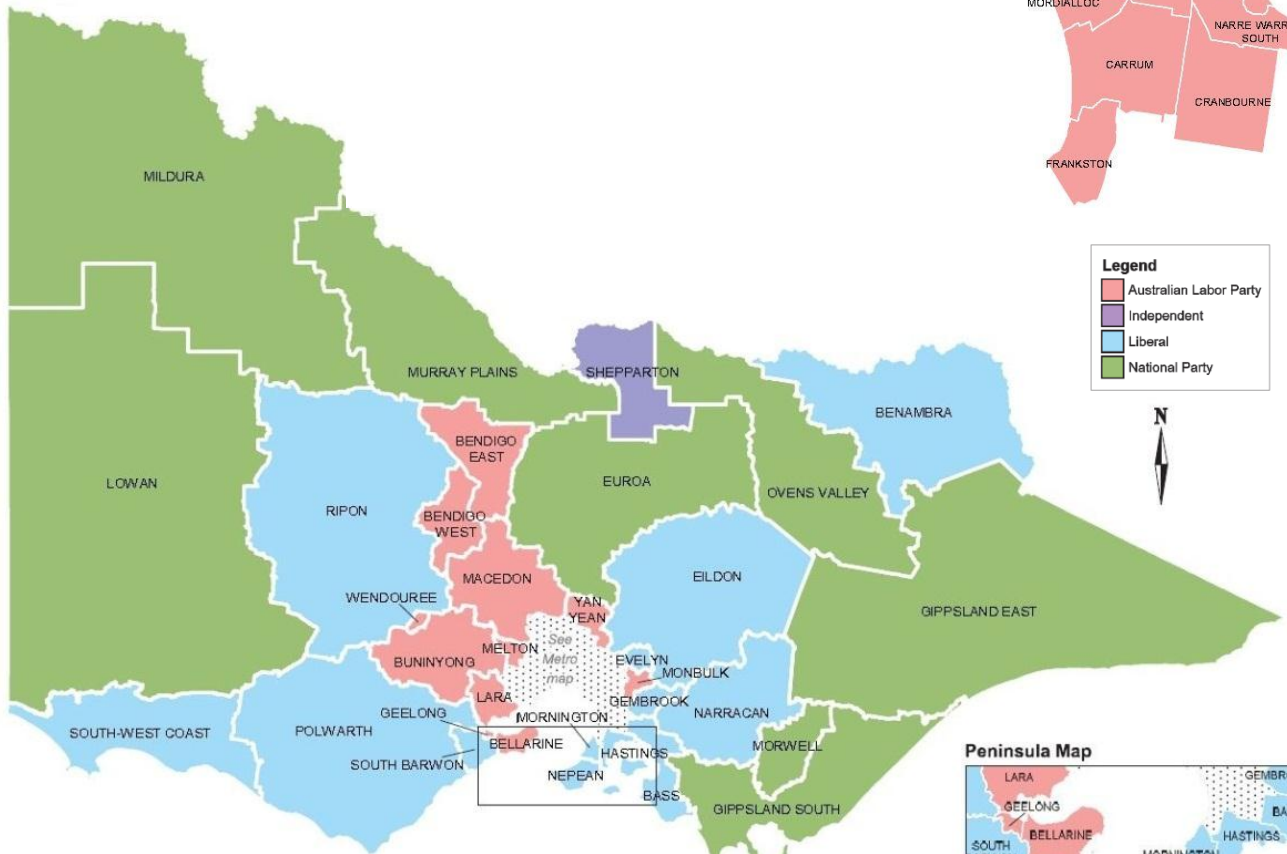 MORDIALLOC
NARRE WARR
SOUTH
CARRUM
CRANBOURNE
FRANKSTON
MILDURA
Legend
Australian Labor Party
Independent
Liberal
National Party
MURRAY PLAINS
SHEPPARTON
BENAMBRA
N
BENDIGO
EAST
LOWAN
EUROA
OVENS VALLEY
RIPON
BENDIGO
WEST
MACEDON
EILDON
WENDOUREE
YAN
YEAN
GIPPSLAND EAST
See
Metro
map
MELTON
BUNINYONG
EVELYN
MONBULK
LARA
GEMBROOK
GEELONG
MORNINGTON
NARRACAN
SOUTH-WEST COAST
POLWARTH
BELLARINE
HASTINGS
MORWELL
SOUTH BARWON
NEPEAN
BASS
GIPPSLAND SOUTH
Peninsula Map
LARA
GEMBR
GEELONG
BA
BELLARINE
HASTINGS
SOUTH
MORNINGTON